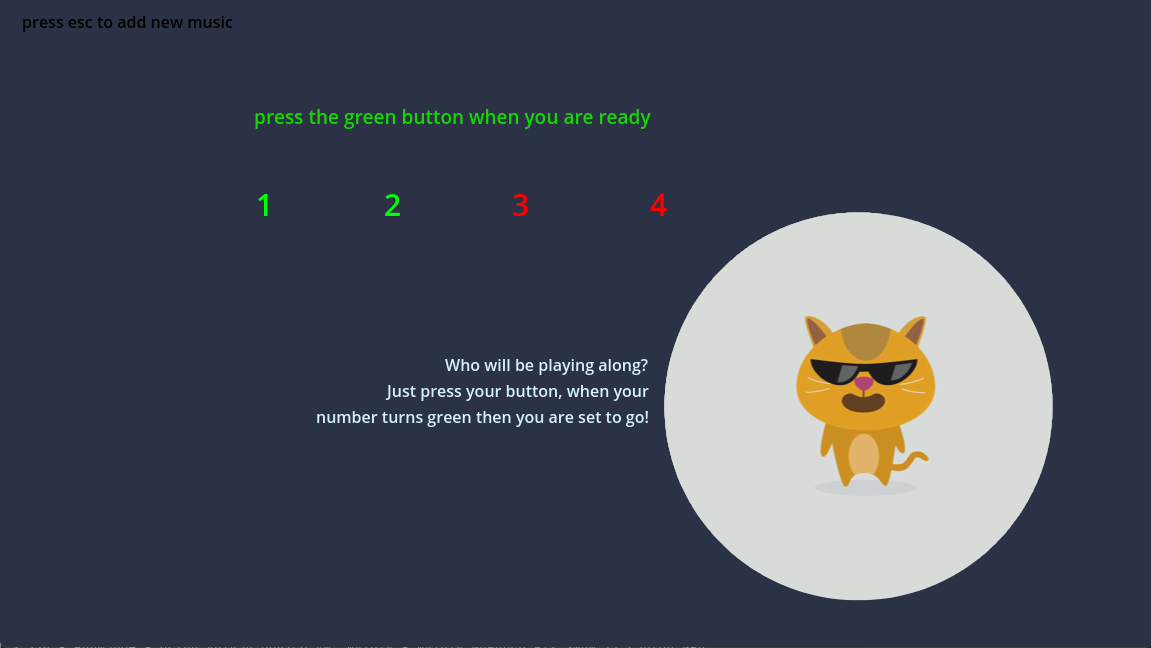 press esc to add new music
press the green button when you are ready
1 2 3 4
Who will be playing along?
Just press your button, when your
number turns green then you are set to go!